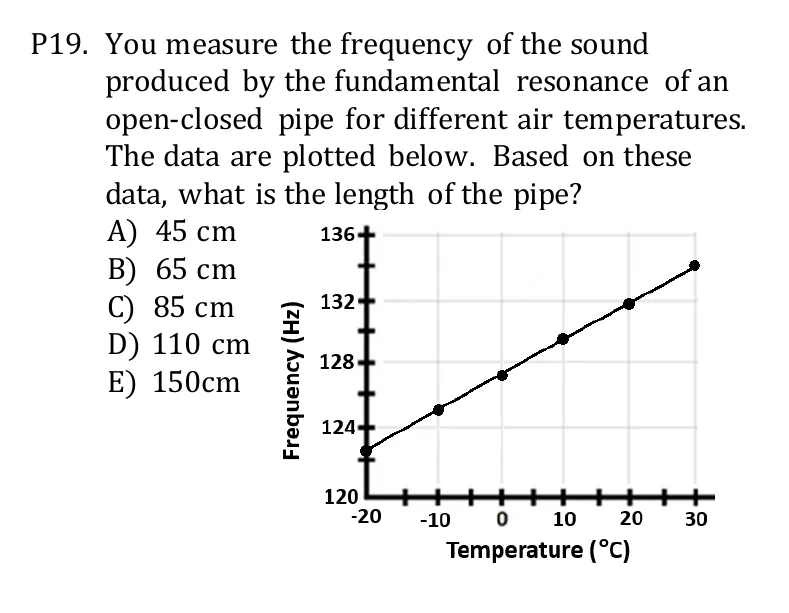 P19. You measure the frequency of the sound
produced by the fundamental resonance of an
open-closed pipe for different air temperatures.
The data are plotted below. Based on these
data, what is the length of the pipe?
A) 45 cm
B) 65 cm
C) 85 cm
D) 110 cm
E) 150cm
Frequency (Hz)
136
132
128
124
120
-20 -10 0 10 20 30
Temperature (°C)